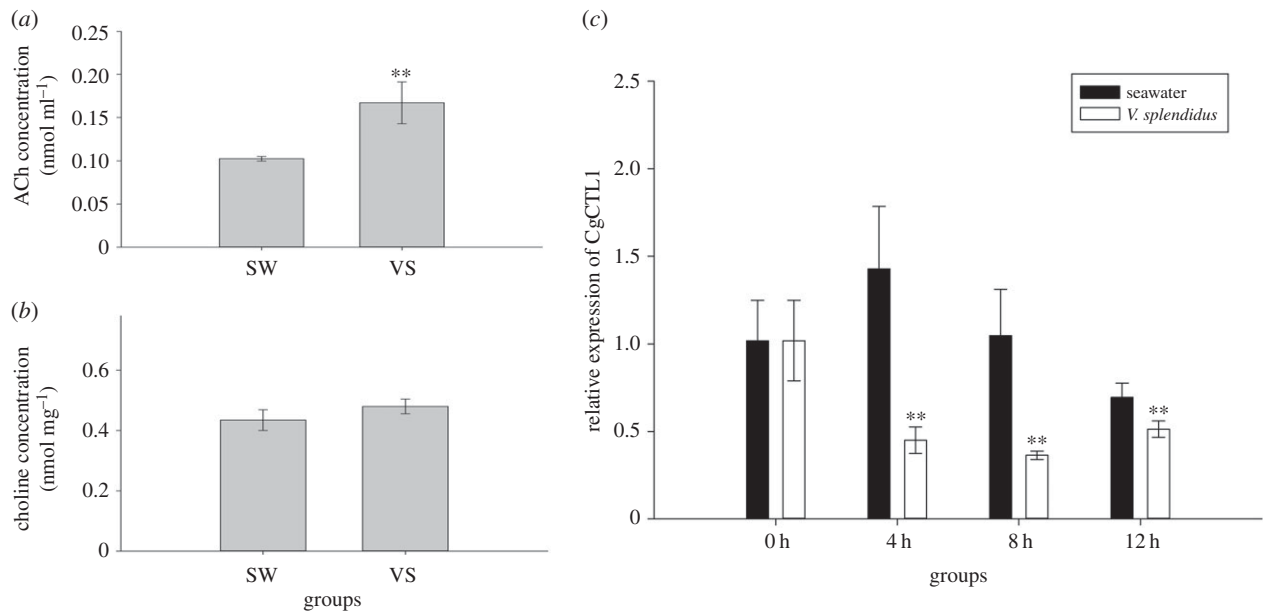 (a)
0.25
0.20
0.15
0.10
0.05
0
ACh concentration
(nmol ml⁻¹)
**
SW
VS
(b)
0.6
0.4
0.2
0
choline concentration
(nmol mg⁻¹)
SW
VS
groups
(c)
2.5
2.0
1.5
1.0
0.5
0
relative expression of CgCTL1
seawater
V. splendidus
**
**
**
0 h
4 h
8 h
12 h
groups